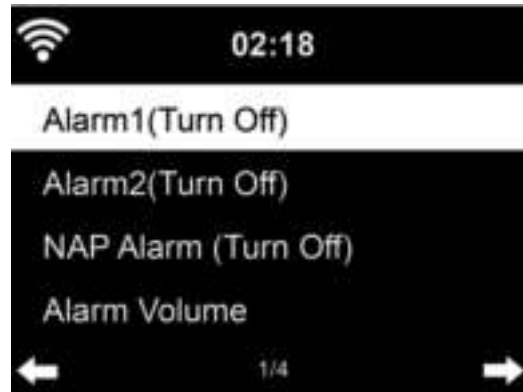 02:18
Alarm1(Turn Off)
Alarm2(Turn Off)
NAP Alarm (Turn Off)
Alarm Volume
1/4